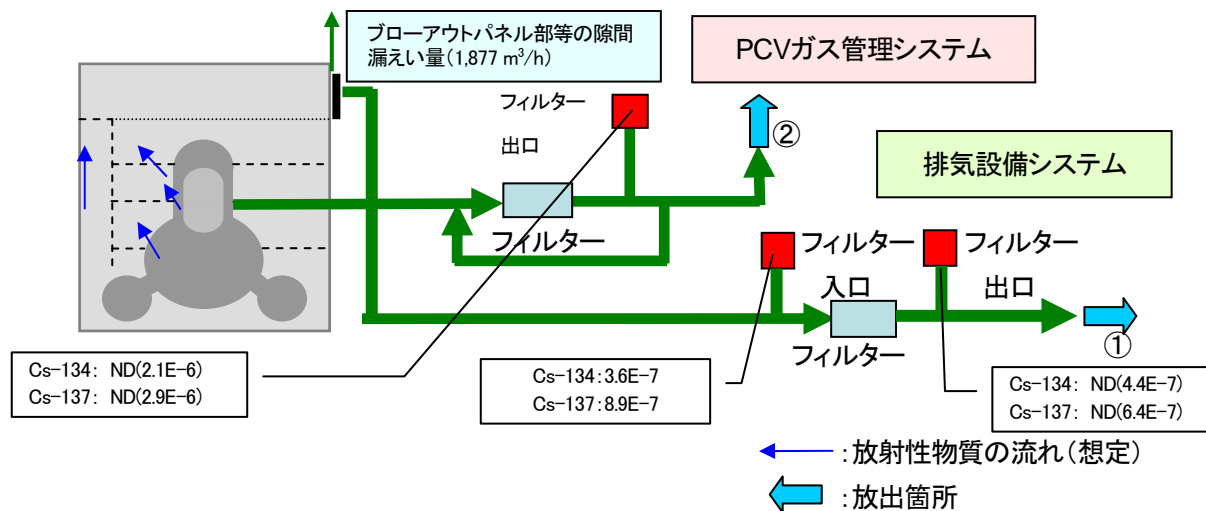 ブローアウトパネル部等の隙間
漏えい量(1,877 m³/h)
PCVガス管理システム
フィルター
出口
②
排気設備システム
フィルター
フィルター
入口
フィルター
出口
フィルター
①
Cs-134: ND(2.1E-6)
Cs-137: ND(2.9E-6)
Cs-134:3.6E-7
Cs-137:8.9E-7
Cs-134: ND(4.4E-7)
Cs-137: ND(6.4E-7)
:放射性物質の流れ(想定)
:放出箇所